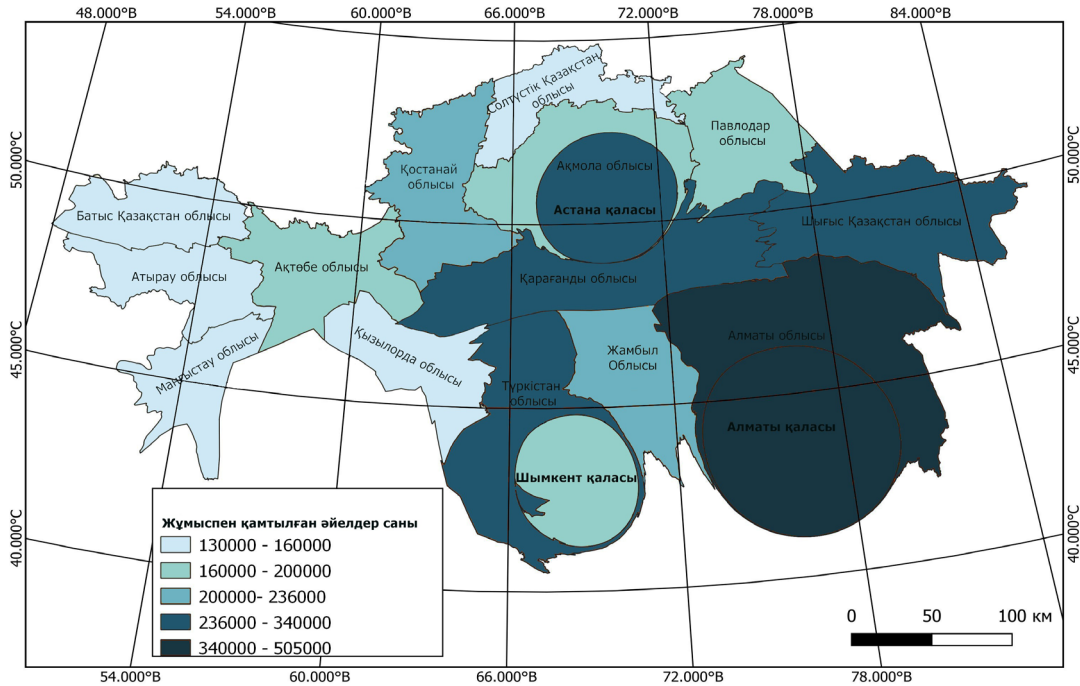 48.000°В 54.000°В 60.000°В 66.000°В 72.000°В 78.000°В 84.000°В
50.000°С
50.000°С
Солтүстік Қазақстан
облысы
Павлодар
облысы
Қостанай
облысы
Ақмола облысы
Астана қаласы
Батыс Қазақстан облысы
Шығыс Қазақстан облысы
Атырау облысы
Ақтөбе облысы
Қарағанды облысы
45.000°С
45.000°С
Маңғыстау облысы
Қызылорда облысы
Жамбыл
Облысы
Алматы облысы
Түркістан
облысы
Алматы қаласы
Шымкент қаласы
40.000°С
40.000°С
Жұмыспен қамтылған әйелдер саны
130000 - 160000
160000 - 200000
200000- 236000
236000 - 340000
340000 - 505000
0 50 100 км
54.000°В 60.000°В 66.000°В 72.000°В 78.000°В